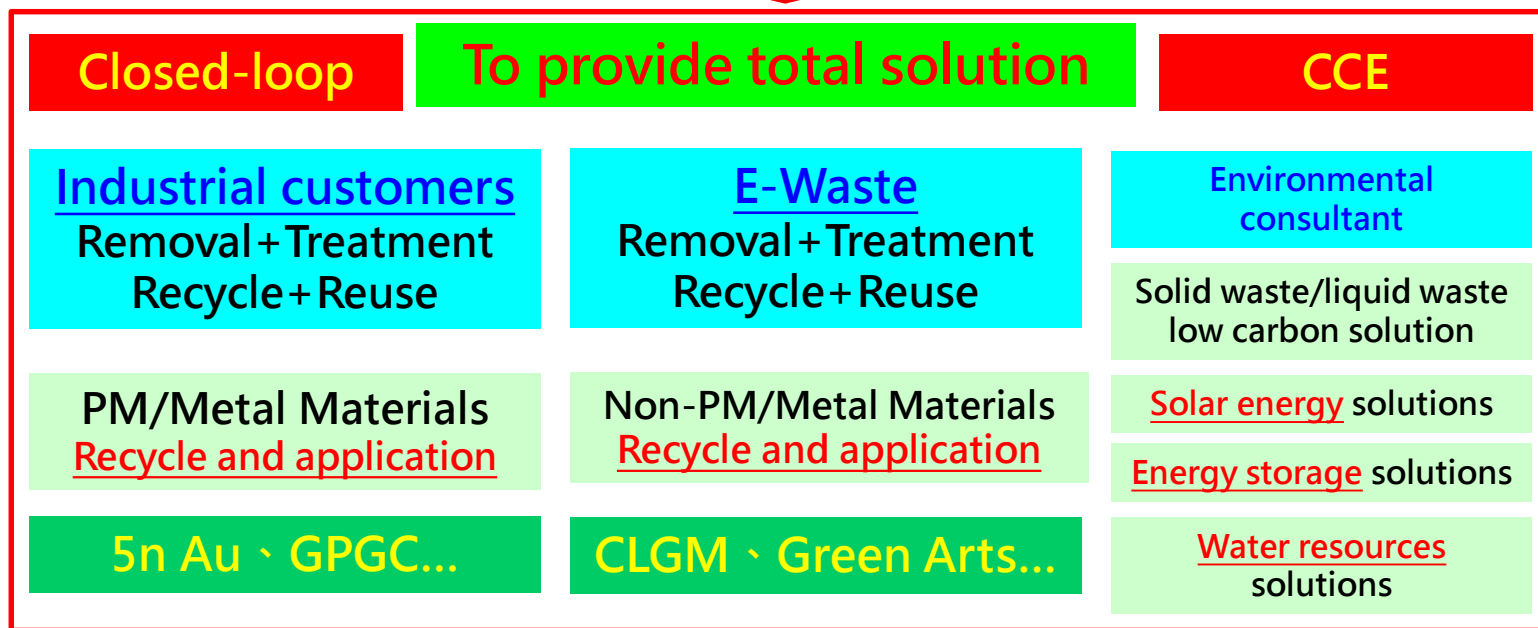 Closed-loop
To provide total solution
CCE
Industrial customers
Removal+Treatment
Recycle+Reuse
E-Waste
Removal+Treatment
Recycle+Reuse
Environmental
consultant
Solid waste/liquid waste
low carbon solution
PM/Metal Materials
Recycle and application
Non-PM/Metal Materials
Recycle and application
Solar energy solutions
Energy storage solutions
5n Au、GPGC...
CLGM、Green Arts...
Water resources
solutions